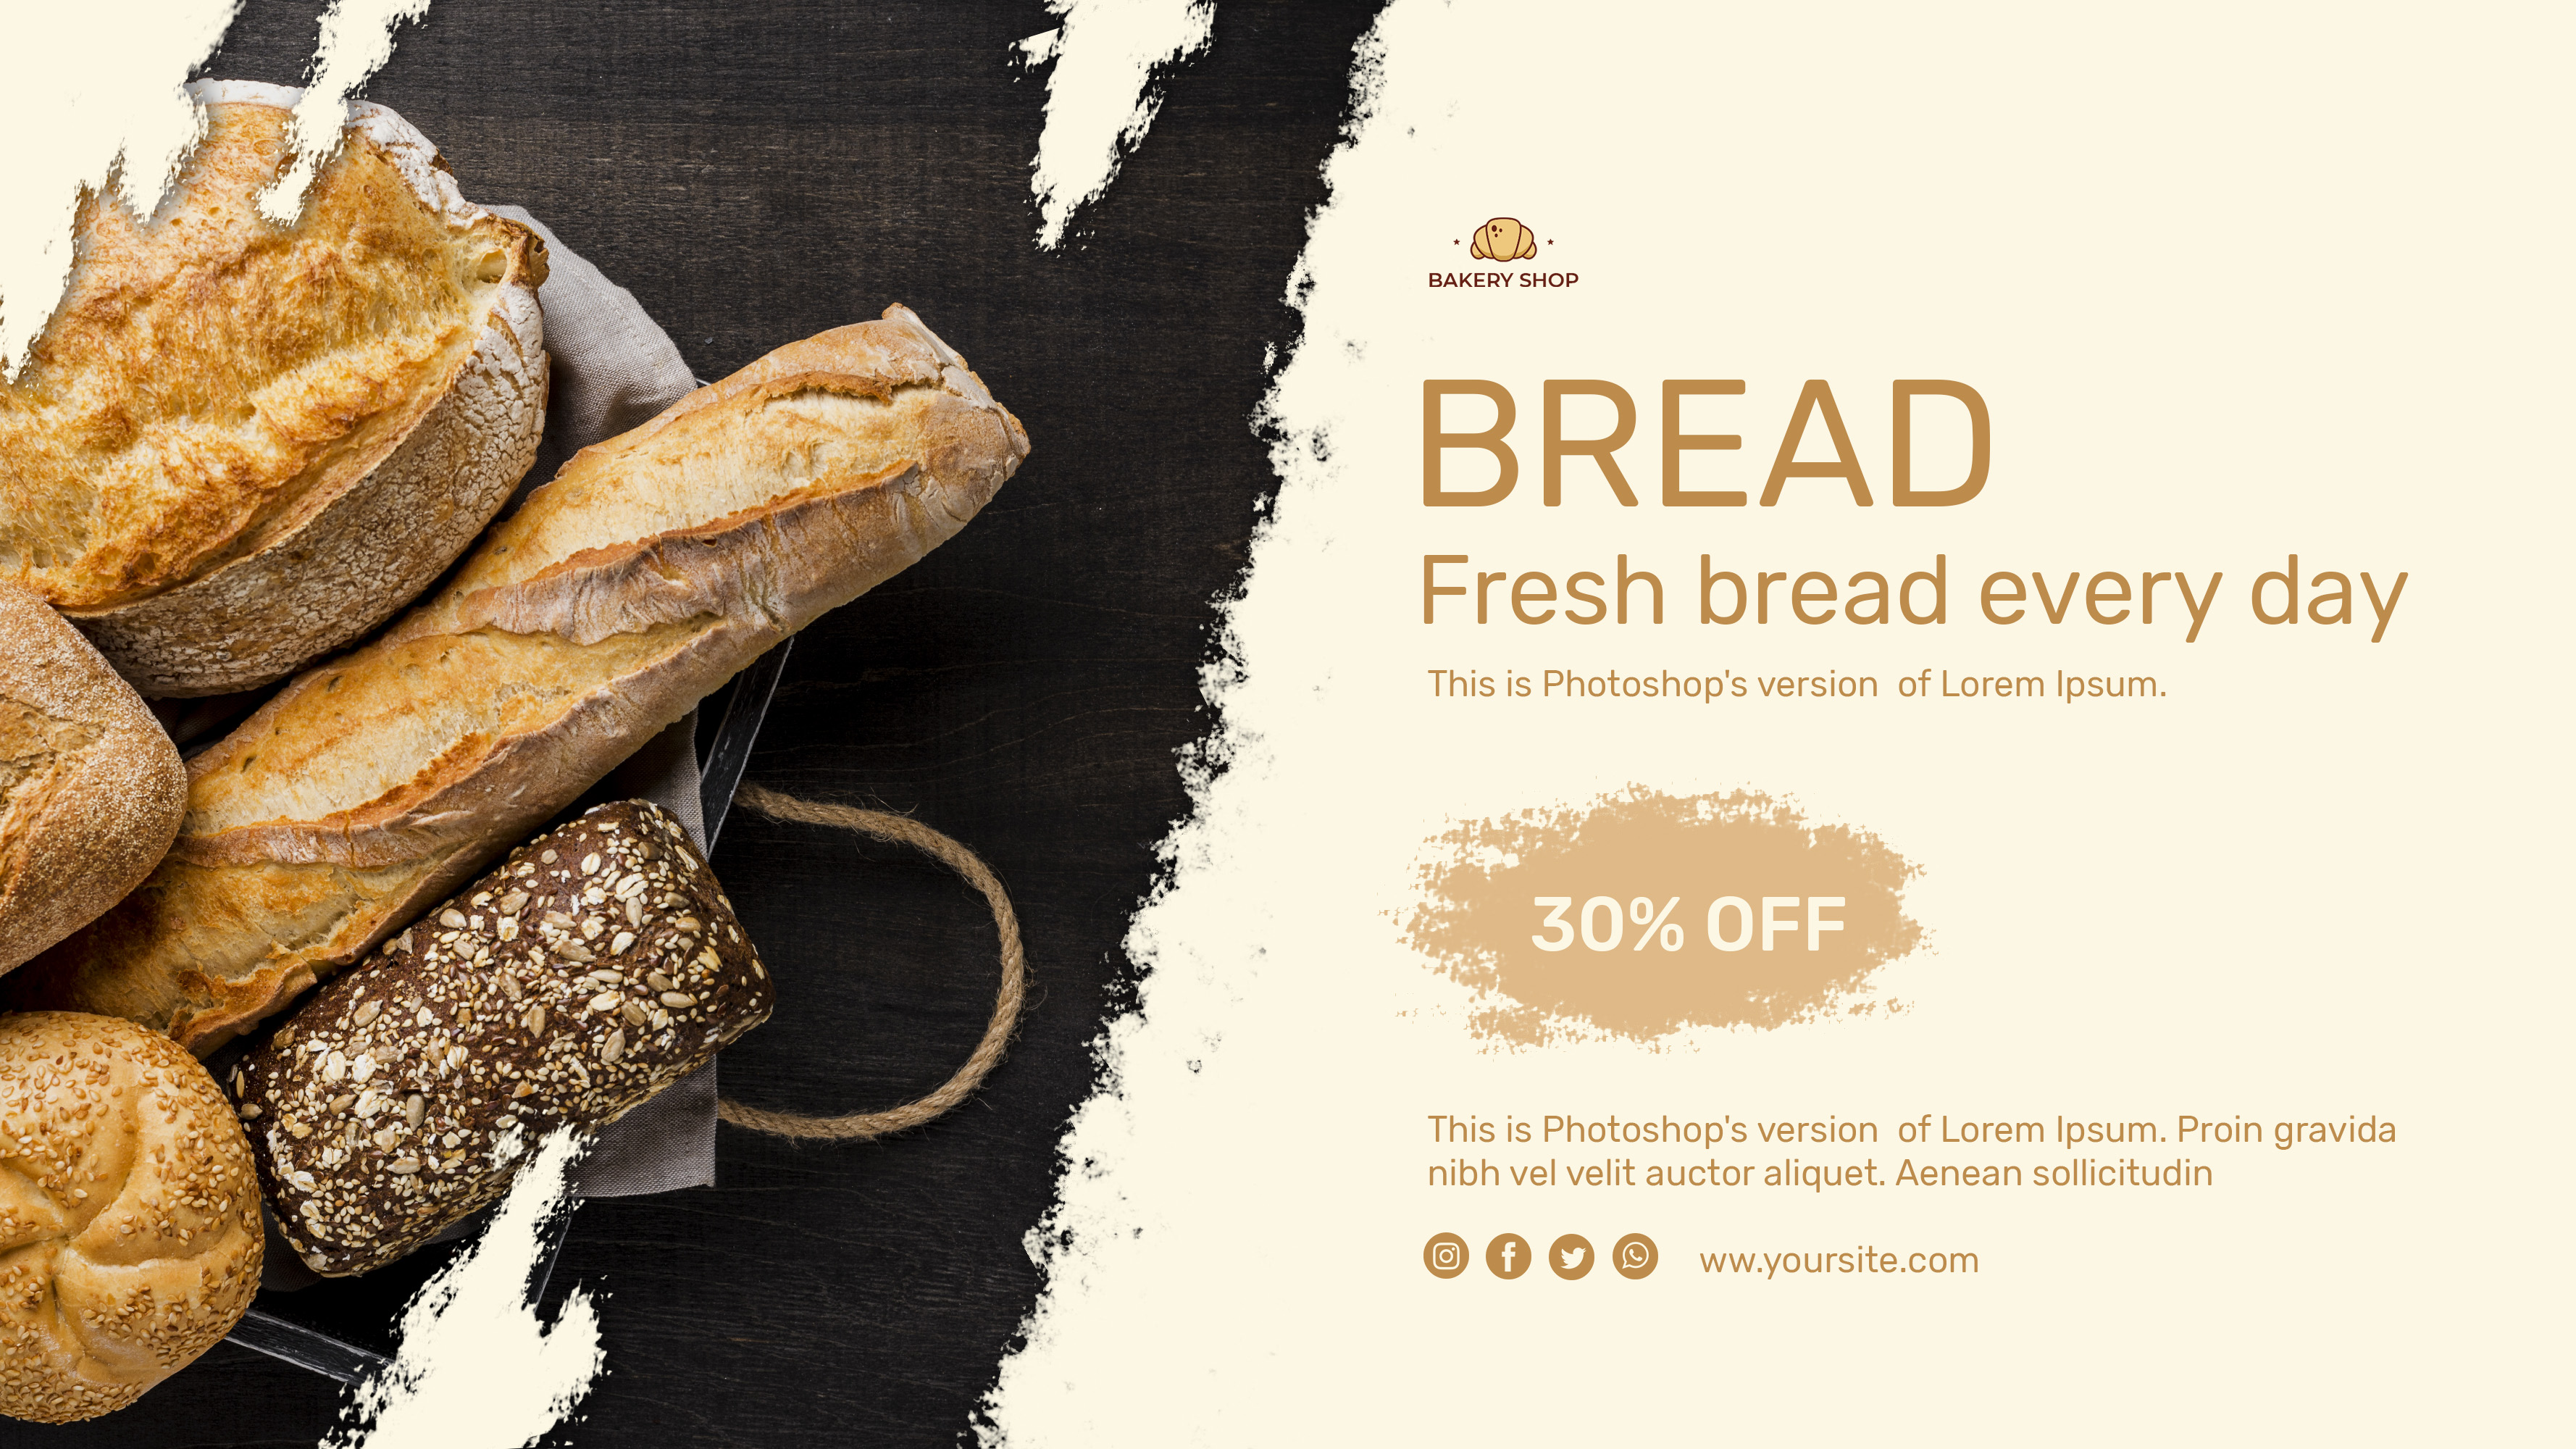 BAKERY SHOP
BREAD
Fresh bread every day
This is Photoshop's version  of Lorem Ipsum.
30% OFF
This is Photoshop's version  of Lorem Ipsum. Proin gravida
nibh vel velit auctor aliquet. Aenean sollicitudin
ww.yoursite.com